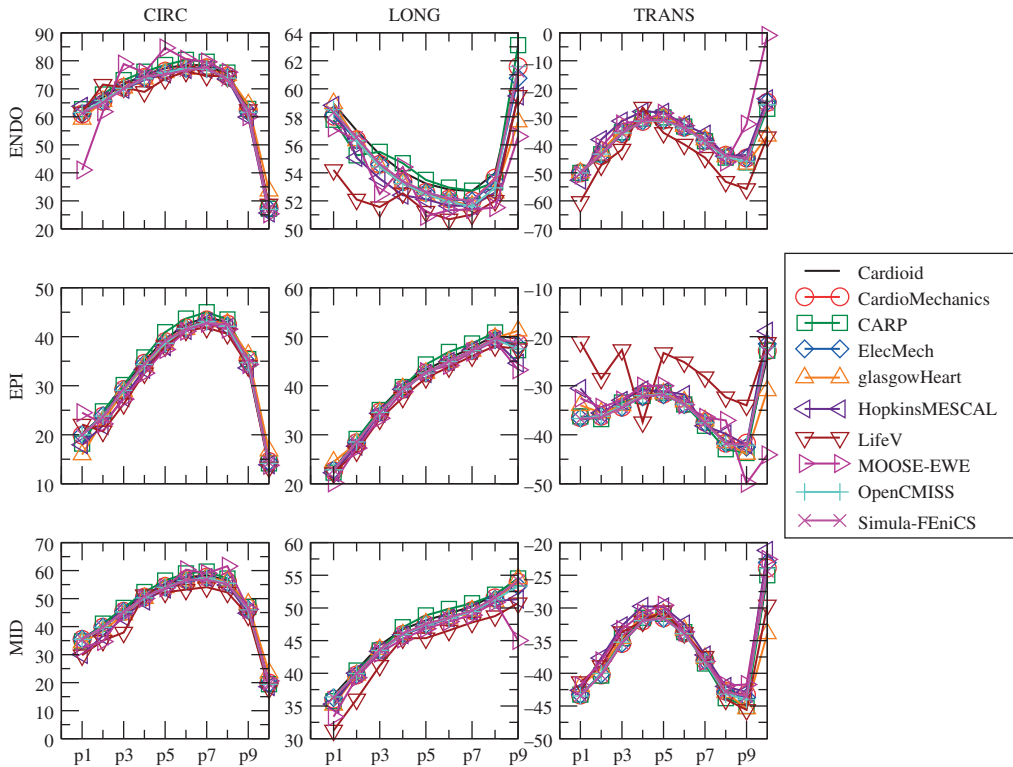 CIRC LONG TRANS
ENDO
90 80 70 60 50 40 30 20
64 62 60 58 56 54 52 50
0 −10 −20 −30 −40 −50 −60 −70
EPI
50 40 30 20 10
60 50 40 30 20
−10 −20 −30 −40 −50
MID
70 60 50 40 30 20 10 0
60 55 50 45 40 35 30
−20 −25 −30 −35 −40 −45 −50
p1 p3 p5 p7 p9 p1 p3 p5 p7 p9 p1 p3 p5 p7 p9
Cardioid
CardioMechanics
CARP
ElecMech
glasgowHeart
HopkinsMESCAL
LifeV
MOOSE-EWE
OpenCMISS
Simula-FEniCS